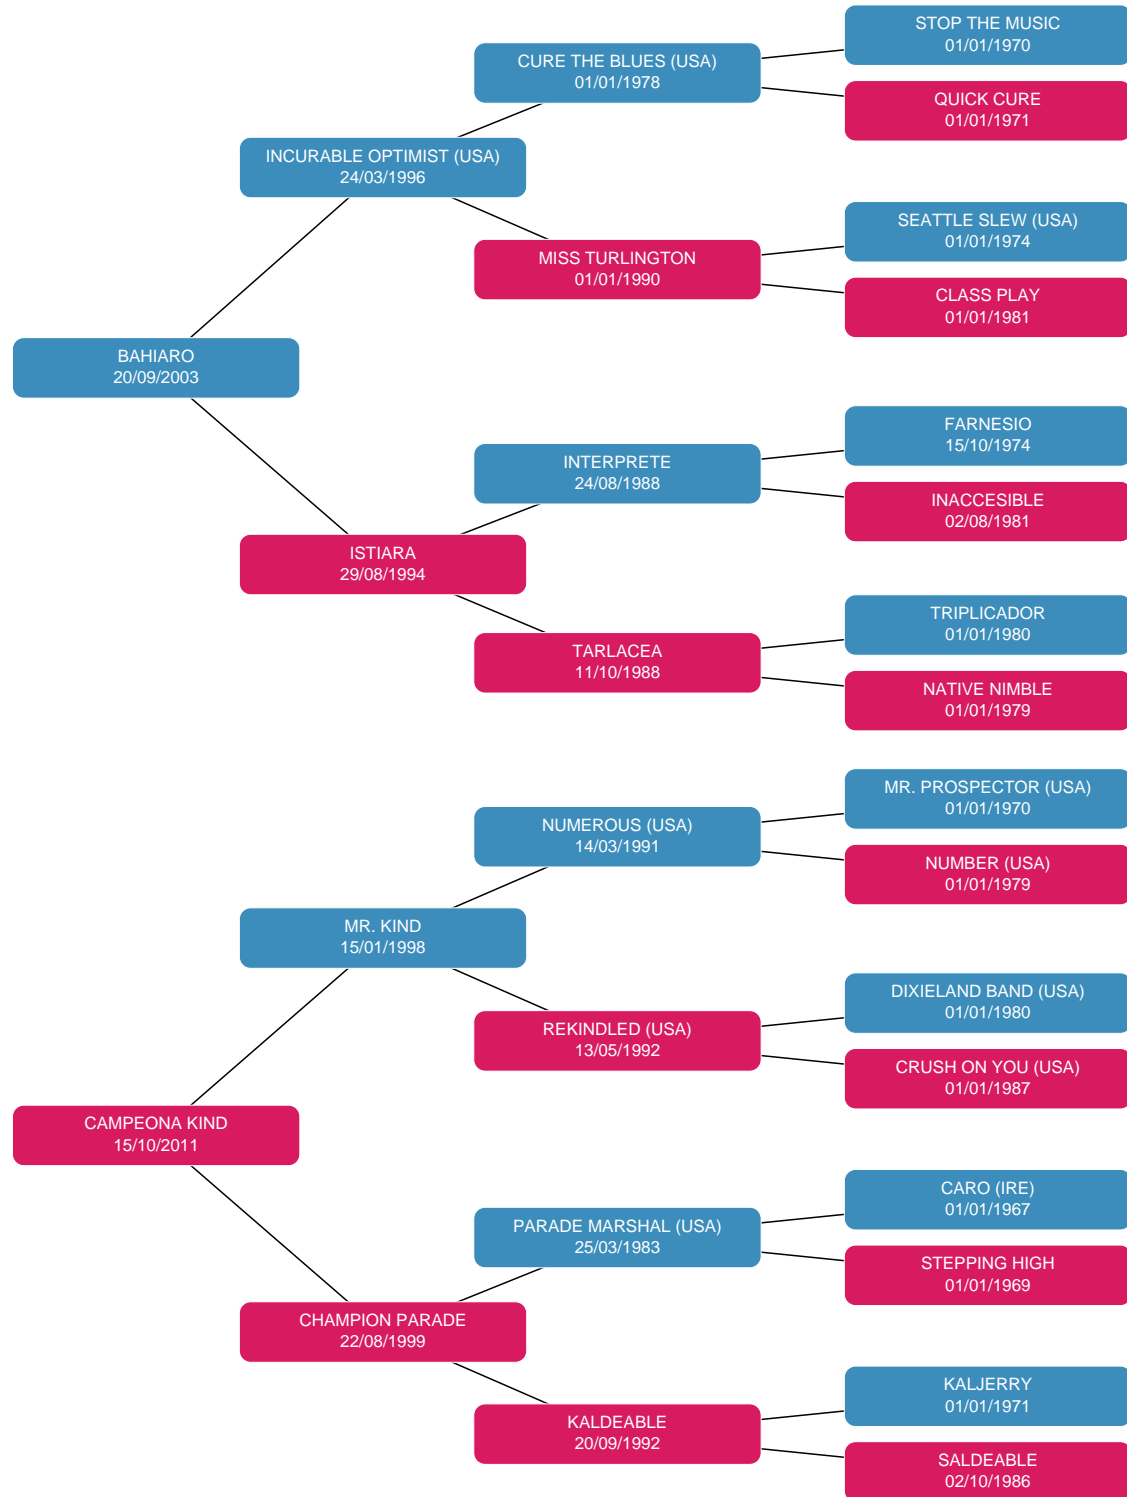 STOP THE MUSIC
01/01/1970
CURE THE BLUES (USA)
01/01/1978
QUICK CURE
01/01/1971
INCURABLE OPTIMIST (USA)
24/03/1996
SEATTLE SLEW (USA)
01/01/1974
MISS TURLINGTON
01/01/1990
CLASS PLAY
01/01/1981
BAHIARO
20/09/2003
FARNESIO
15/10/1974
INTERPRETE
24/08/1988
INACCESIBLE
02/08/1981
ISTIARA
29/08/1994
TRIPLICADOR
01/01/1980
TARLACEA
11/10/1988
NATIVE NIMBLE
01/01/1979
MR. PROSPECTOR (USA)
01/01/1970
NUMEROUS (USA)
14/03/1991
NUMBER (USA)
01/01/1979
MR. KIND
15/01/1998
DIXIELAND BAND (USA)
01/01/1980
REKINDLED (USA)
13/05/1992
CRUSH ON YOU (USA)
01/01/1987
CAMPEONA KIND
15/10/2011
CARO (IRE)
01/01/1967
PARADE MARSHAL (USA)
25/03/1983
STEPPING HIGH
01/01/1969
CHAMPION PARADE
22/08/1999
KALJERRY
01/01/1971
KALDEABLE
20/09/1992
SALDEABLE
02/10/1986